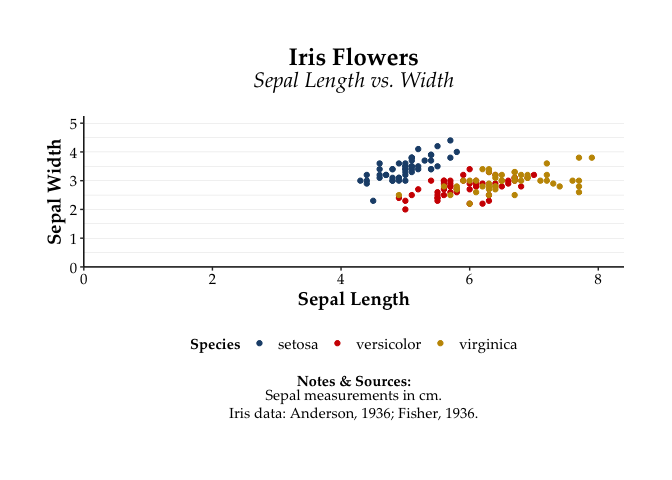 Iris Flowers
Sepal Length vs. Width
Sepal Width
5
4
3
2
1
0
0 2 4 6 8
Sepal Length
Species setosa versicolor virginica
Notes & Sources:
Sepal measurements in cm.
Iris data: Anderson, 1936; Fisher, 1936.